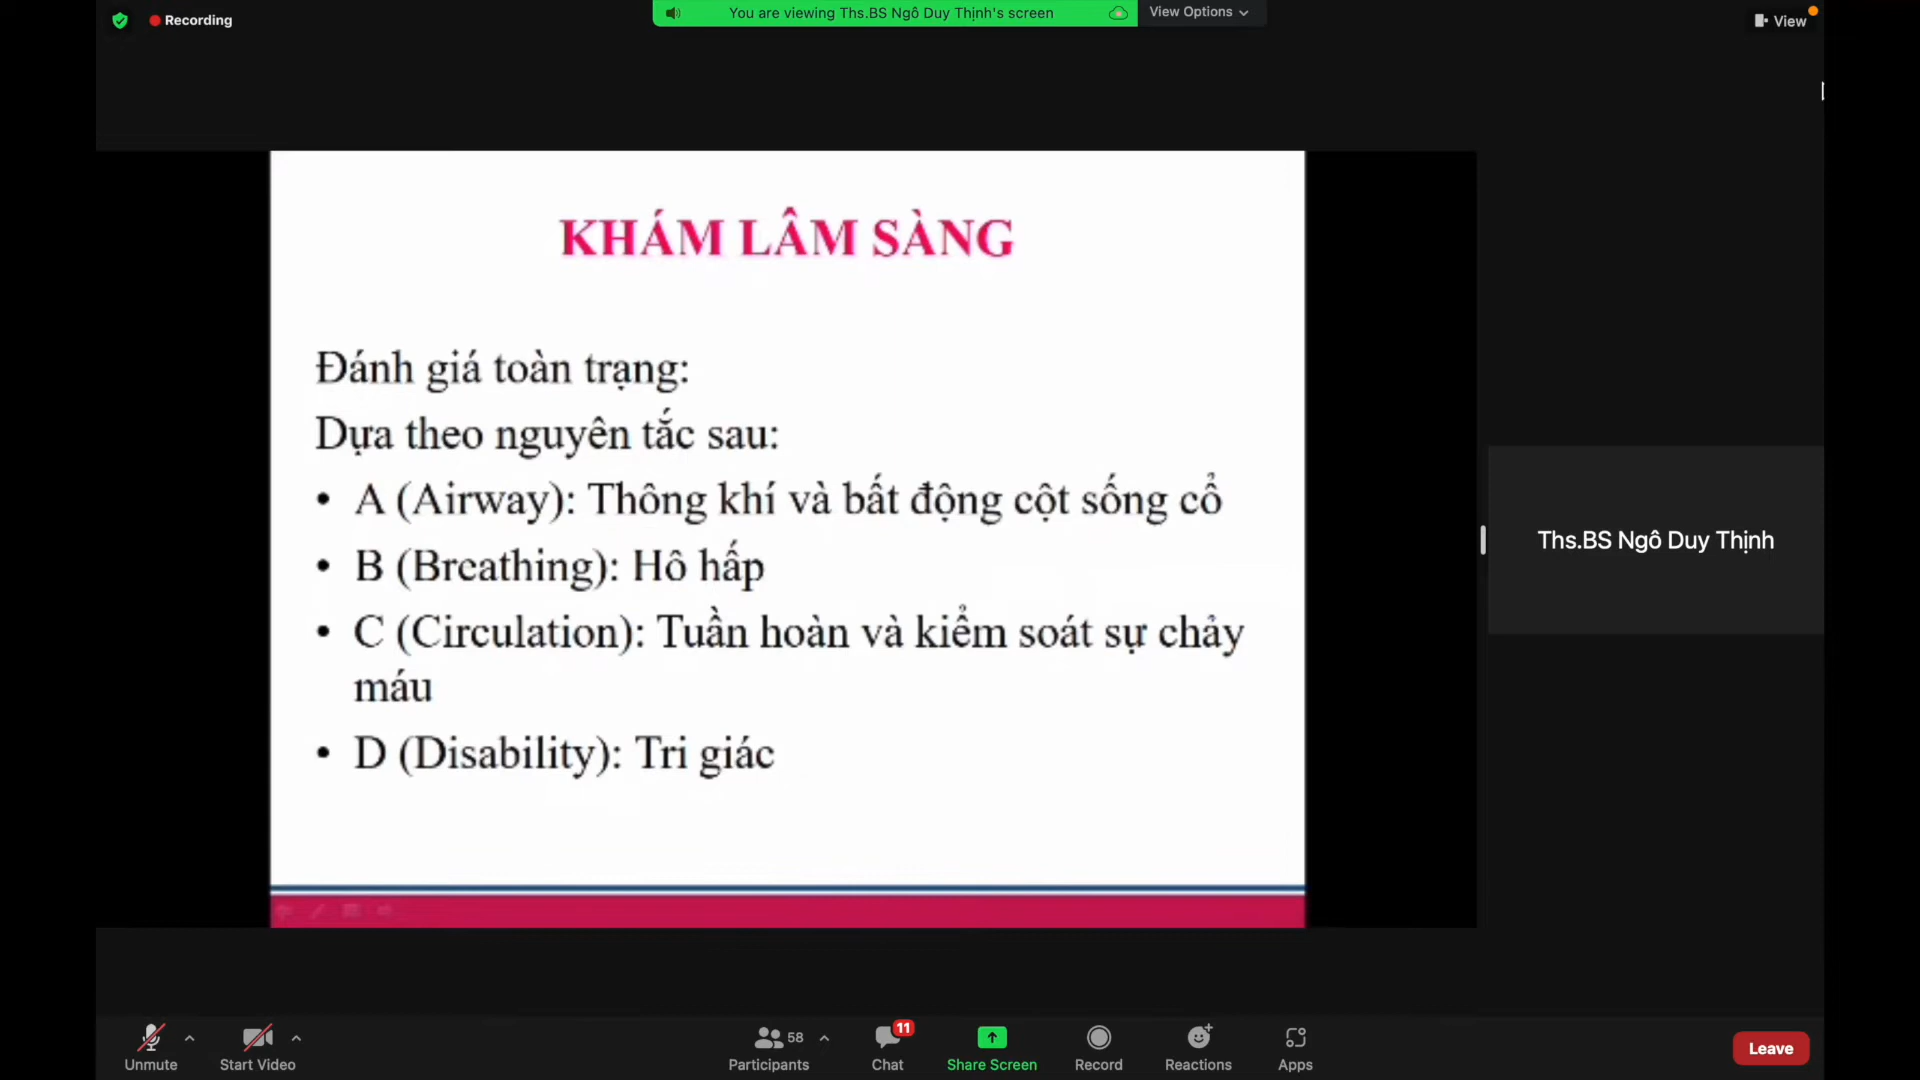 Recording
You are viewing Ths.BS Ngô Duy Thịnh's screen
View Options
View
KHÁM LÂM SÀNG
Đánh giá toàn trạng:
Dựa theo nguyên tắc sau:
• A (Airway): Thông khí và bất động cột sống cổ
• B (Breathing): Hô hấp
• C (Circulation): Tuần hoàn và kiểm soát sự chảy
máu
• D (Disability): Tri giác
Ths.BS Ngô Duy Thịnh
Unmute
Start Video
58
Participants
11
Chat
Share Screen
Record
Reactions
Apps
Leave